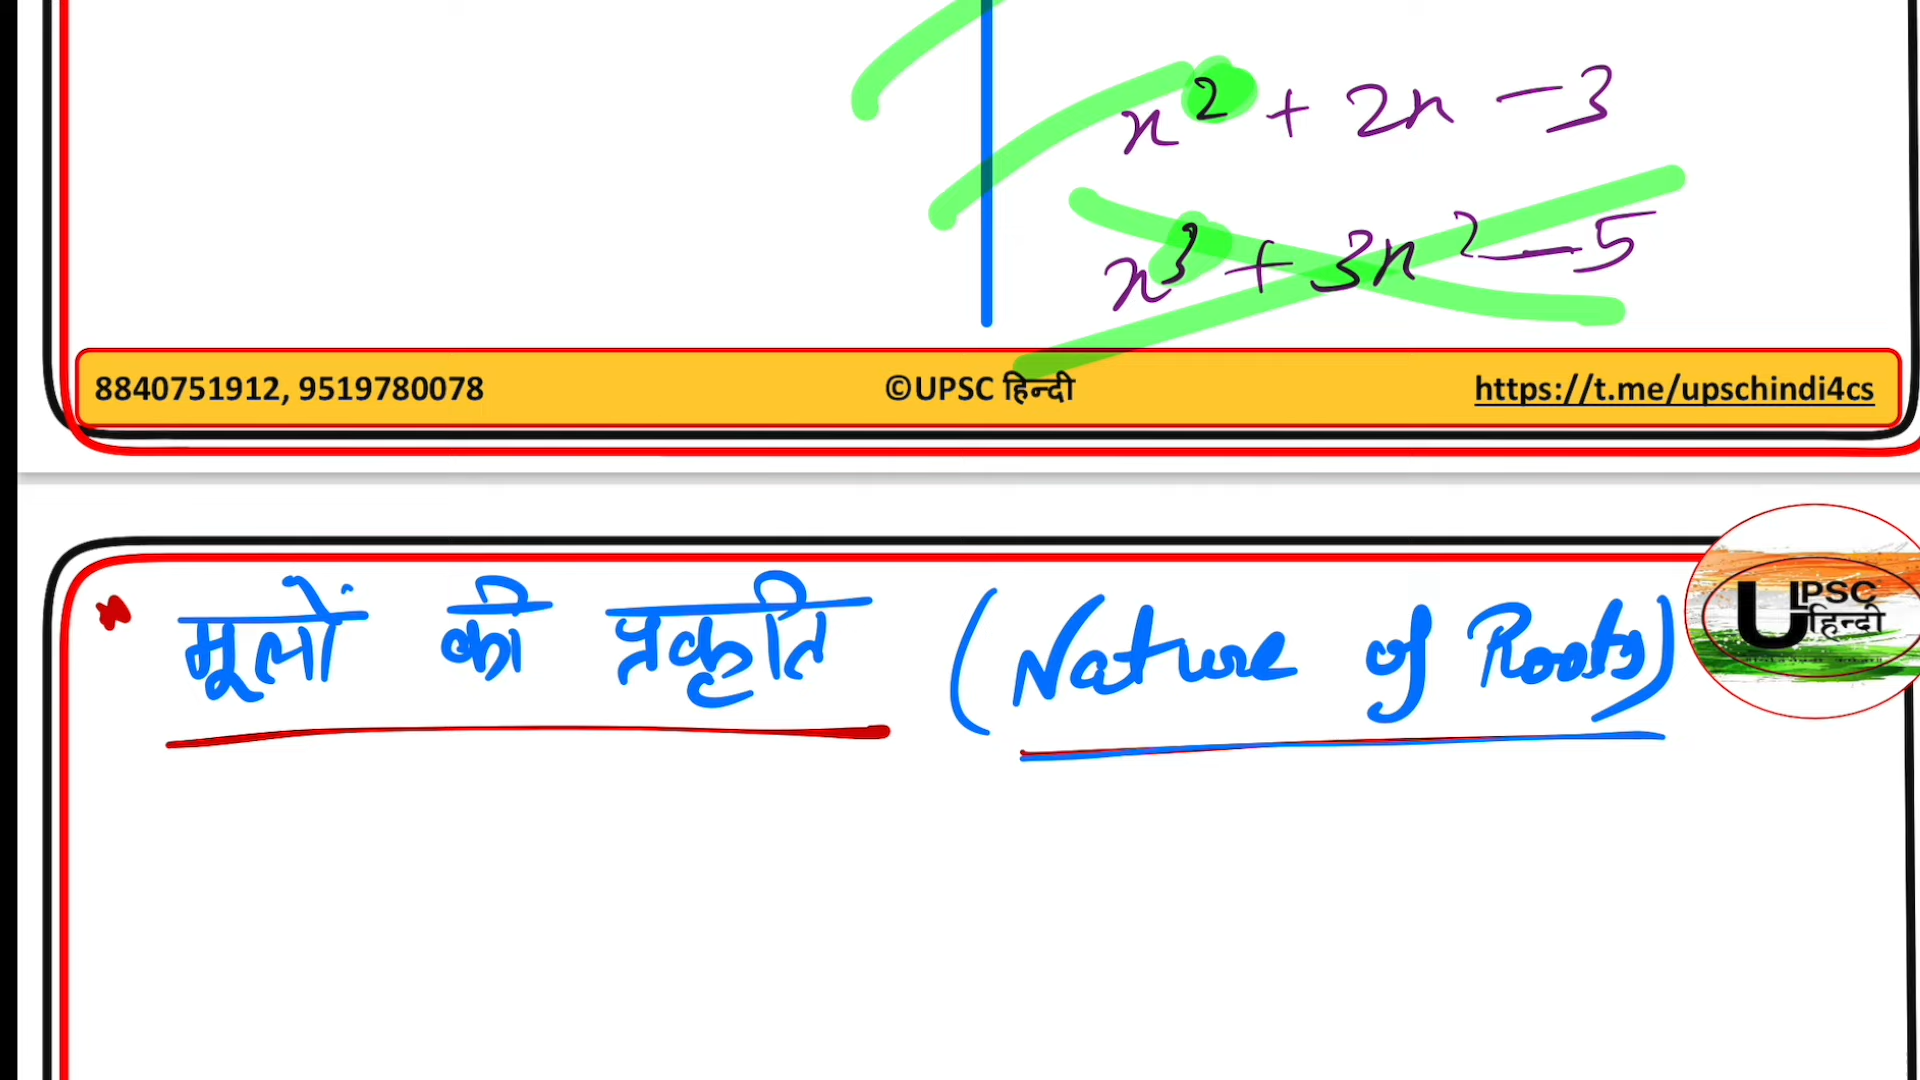 x² + 2x - 3
x³ + 3x² - 5
8840751912, 9519780078 ©UPSC हिन्दी https://t.me/upschindi4cs
मूलों की प्रकृति (Nature of Roots)
UPSC
हिन्दी